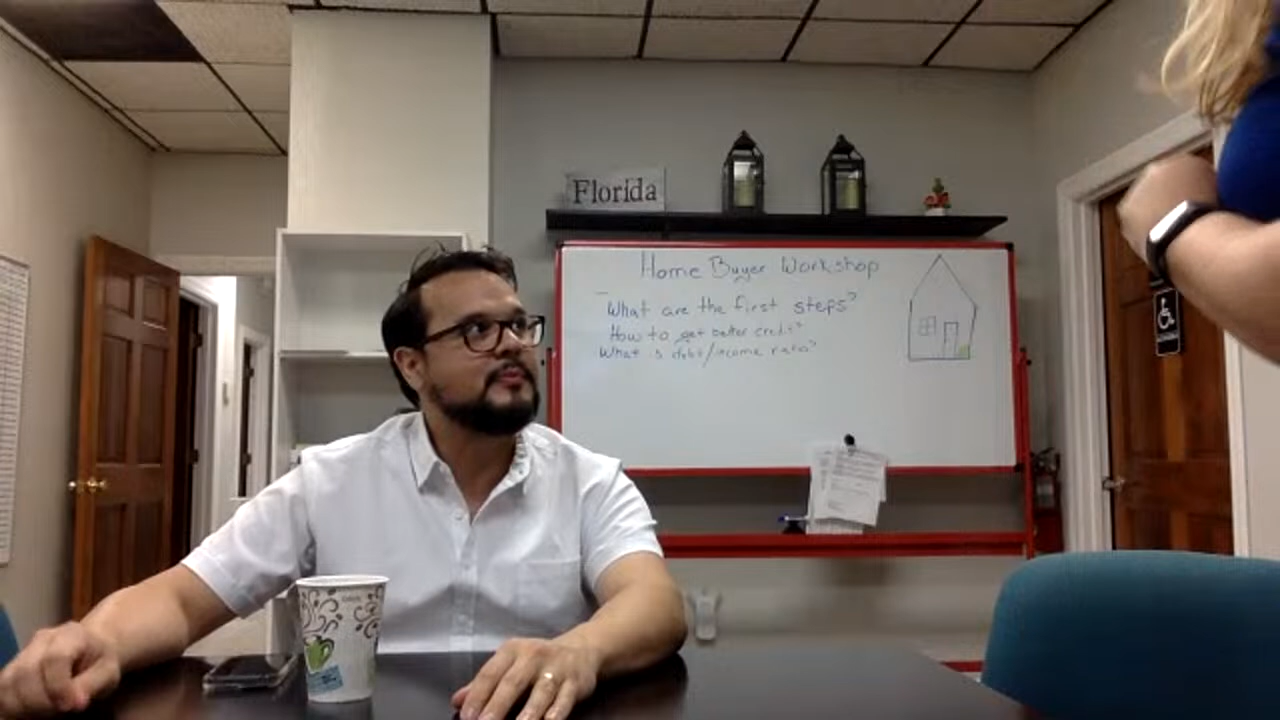 Florida
Home Buyer Workshop
- What are the first steps?
How to get better credit?
What is debt/income ratio?